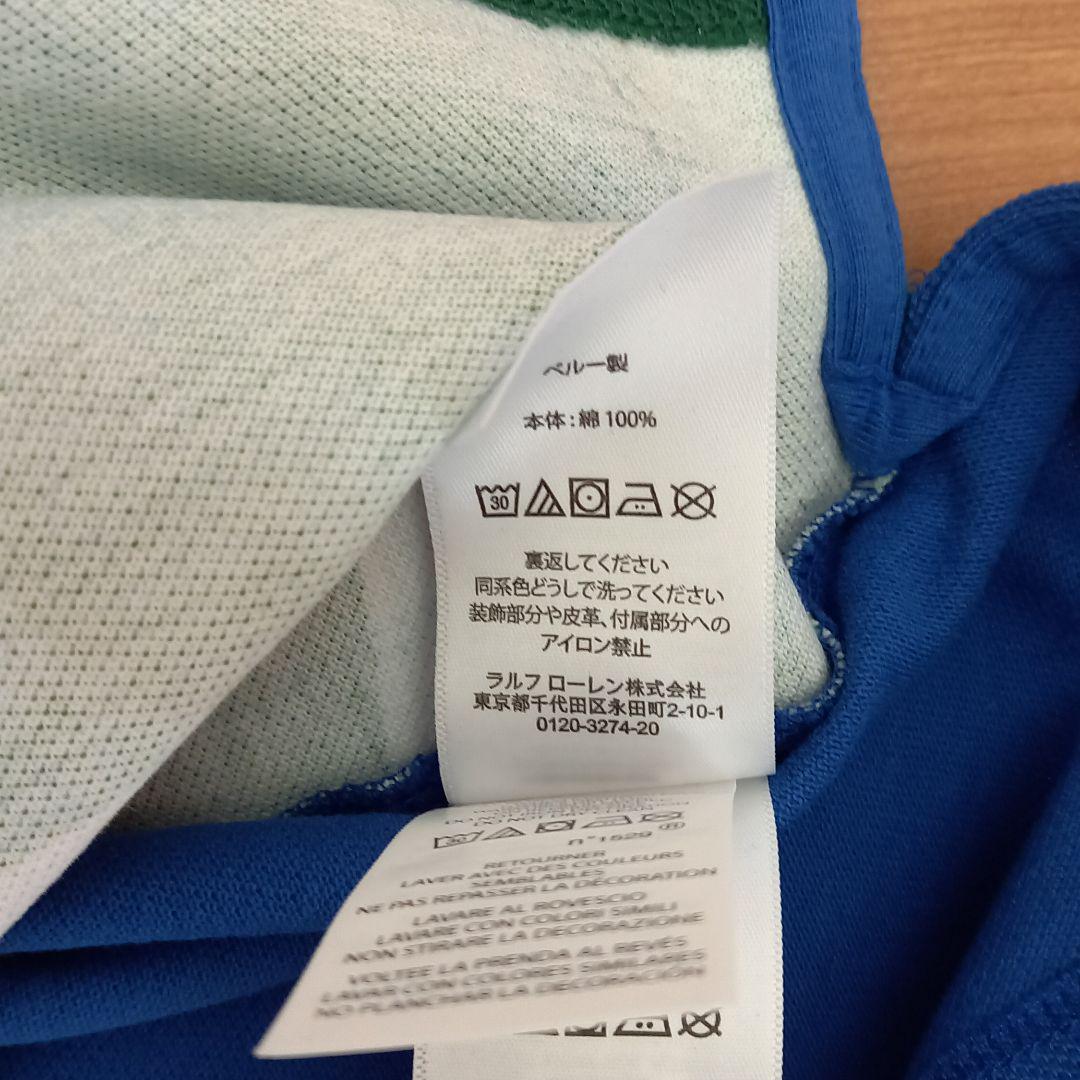 ペルー製
本体：綿 100%
30
裏返してください
同系色どうしで洗ってください
装飾部分や皮革、付属部分への
アイロン禁止
ラルフ ローレン株式会社
東京都千代田区永田町2-10-1
0120-3274-20
30
n°1529 ®
RETOURNER
LAVER AVEC DES COULEURS
SEMBLABLES
NE PAS REPASSER LA DÉCORATION
LAVARE AL ROVESCIO
LAVARE CON COLORI SIMILI
NON STIRARE LA DECORAZIONE
VOLTEE LA PRENDA AL REVÉS
LAVAR CON COLORES SIMILARES
NO PLANCHAR LA DECORACIÓN